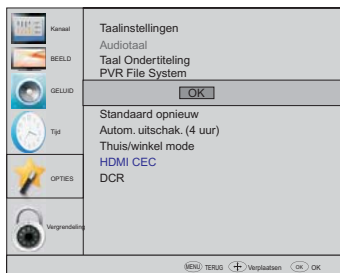 Kanaal
BEELD
GELUID
Tijd
OPTIES
Vergrendeling
Taalinstellingen
Audiotaal
Taal Ondertiteling
PVR File System
OK
Standaard opnieuw
Autom. uitschak. (4 uur)
Thuis/winkel mode
HDMI CEC
DCR
MENU TERUG Verplaatsen OK OK